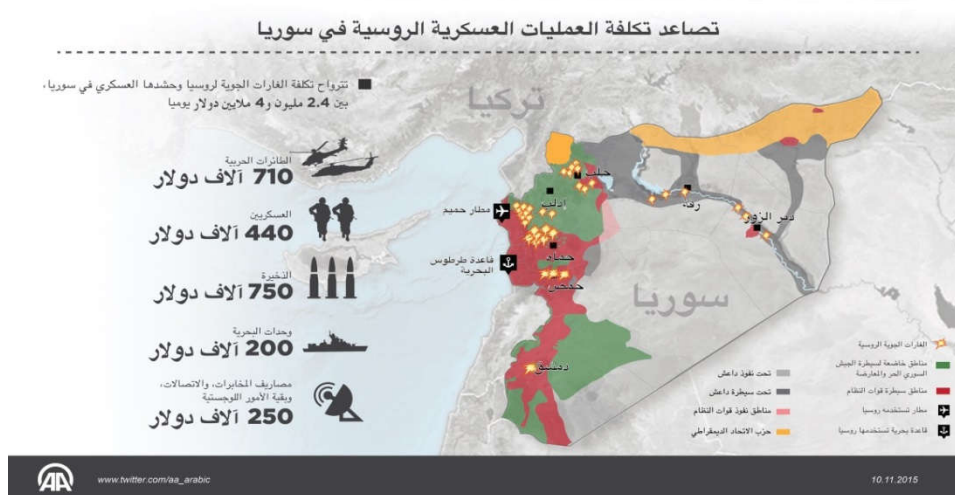 تصاعد تكلفة العمليات العسكرية الروسية في سوريا
تتراوح تكلفة الغارات الجوية لروسيا وحشدها العسكري في سوريا،
بين 2.4 مليون و4 ملايين دولار يوميا
الطائرات الحربية
710 آلاف دولار
العسكريين
440 آلاف دولار
الذخيرة
750 آلاف دولار
وحدات البحرية
200 آلاف دولار
مصاريف المخابرات، والاتصالات،
وبقية الأمور اللوجستية
250 آلاف دولار
تركيا
حلب
إدلب
رقة
دير الزور
مطار حميم
حماه
قاعدة طرطوس
البحرية
حمص
سوريا
دمشق
الغارات الجوية الروسية
مناطق خاضعة لسيطرة الجيش
السوري الحر والمعارضة
مناطق سيطرة قوات النظام
مطار تستخدمه روسيا
قاعدة بحرية تستخدمها روسيا
تحت نفوذ داعش
تحت سيطرة داعش
مناطق نفوذ قوات النظام
حزب الاتحاد الديمقراطي
AA
www.twitter.com/aa_arabic
10.11.2015